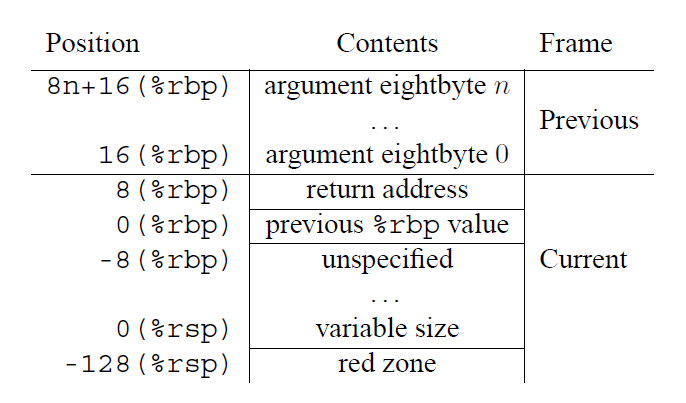 Position Contents Frame
8n+16(%rbp) argument eightbyte n
... Previous
16(%rbp) argument eightbyte 0
8(%rbp) return address
0(%rbp) previous %rbp value
-8(%rbp) unspecified Current
...
0(%rsp) variable size
-128(%rsp) red zone